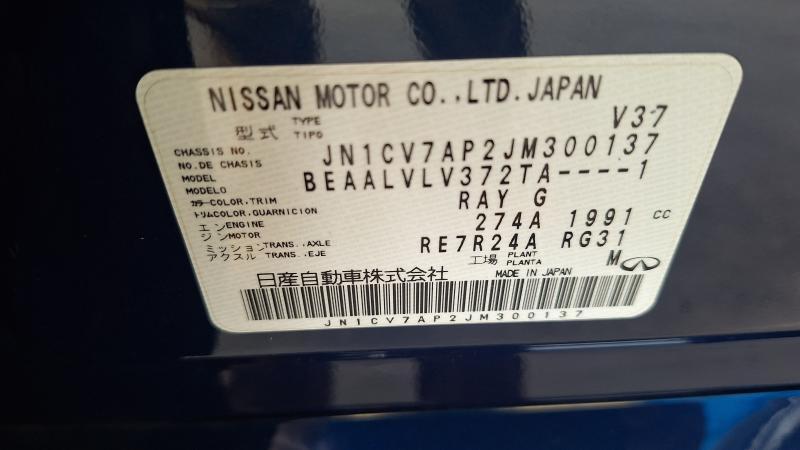 NISSAN MOTOR CO.,LTD.JAPAN
型式 TYPE TIPO V37
CHASSIS NO. NO.DE CHASIS JN1CV7AP2JM300137
MODEL MODELO BEAALVLV372TA----1
カラー COLOR,TRIM トリムCOLOR,GUARNICION RAY G
エンジン ENGINE MOTOR 274A 1991 CC
ミッション TRANS.,AXLE アクスル TRANS.,EJE RE7R24A RG31
工場 PLANT PLANTA M
日産自動車株式会社 MADE IN JAPAN
JN1CV7AP2JM300137